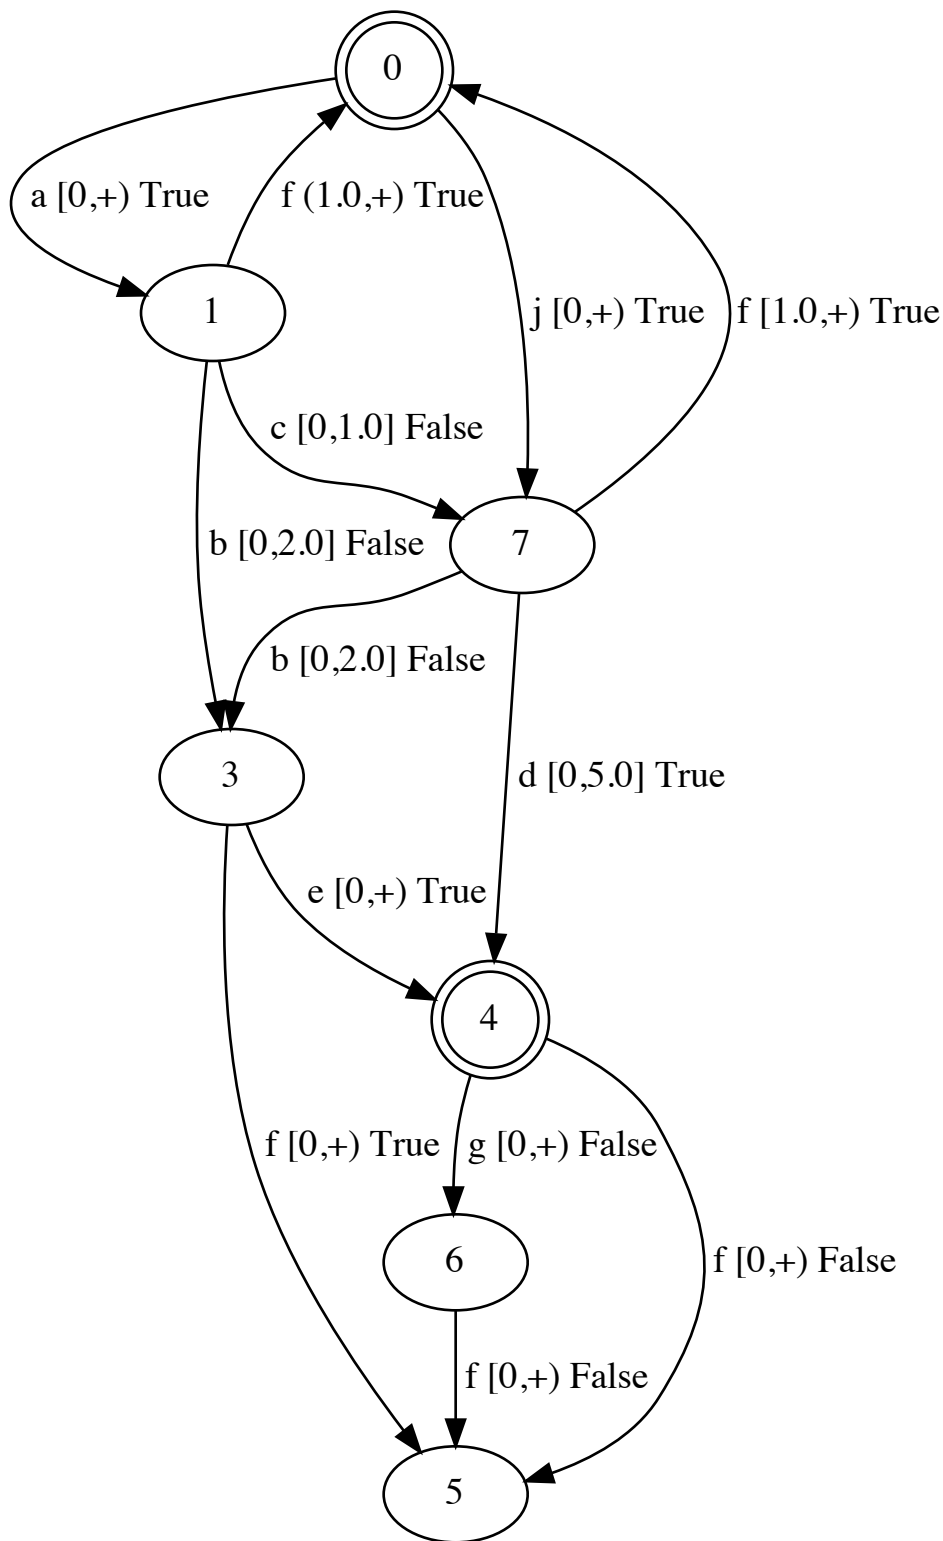 0
a [0,+) True
f (1.0,+) True
1
j [0,+) True
f [1.0,+) True
c [0,1.0] False
b [0,2.0] False
7
b [0,2.0] False
3
d [0,5.0] True
e [0,+) True
4
f [0,+) True
g [0,+) False
6
f [0,+) False
f [0,+) False
5